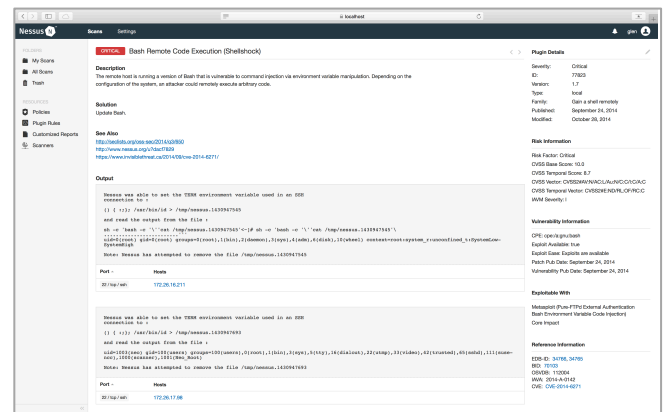 localhost
Nessus N
Scans
Settings
glen
FOLDERS
My Scans
All Scans
Trash
RESOURCES
Policies
Plugin Rules
Customized Reports
Scanners
CRITICAL
Bash Remote Code Execution (Shellshock)
Description
The remote host is running a version of Bash that is vulnerable to command injection via environment variable manipulation. Depending on the
configuration of the system, an attacker could remotely execute arbitrary code.
Solution
Update Bash.
See Also
http://seclists.org/oss-sec/2014/q3/650
http://www.nessus.org/u?dacf7829
https://www.invisiblethreat.ca/2014/09/cve-2014-6271/
Output
Nessus was able to set the TERM environment variable used in an SSH
connection to :
() { :;}; /usr/bin/id > /tmp/nessus.1430947545
and read the output from the file :
uid=0(root) gid=0(root) groups=0(root),1(bin),2(daemon),3(sys),4(adm),6(disk),10(wheel) context=root:system_r:unconfined_t:SystemLow-
SystemHigh
Note: Nessus has attempted to remove the file /tmp/nessus.1430947545
Port
Hosts
22 / tcp / ssh
172.26.16.211
Nessus was able to set the TERM environment variable used in an SSH
connection to :
() { :;}; /usr/bin/id > /tmp/nessus.1430947693
and read the output from the file :
Note: Nessus has attempted to remove the file /tmp/nessus.1430947693
Port
Hosts
22 / tcp / ssh
172.26.17.96
Plugin Details
Severity: Critical
ID: 77823
Version: 1.7
Type: local
Family: Gain a shell remotely
Published: September 24, 2014
Modified: October 28, 2014
Risk Information
Risk Factor: Critical
CVSS Base Score: 10.0
CVSS Temporal Score: 8.7
CVSS Vector: CVSS2#AV:N/AC:L/Au:N/C:C/I:C/A:C
CVSS Temporal Vector: CVSS2#E:ND/RL:OF/RC:C
IAVM Severity: I
Vulnerability Information
CPE: cpe:/a:gnu:bash
Exploit Available: true
Exploit Ease: Exploits are available
Patch Pub Date: September 24, 2014
Vulnerability Pub Date: September 24, 2014
Exploitable With
Metasploit (Pure-FTPd External Authentication
Bash Environment Variable Code Injection)
Core Impact
Reference Information
EDB-ID: 34766, 34765
BID: 70103
OSVDB: 112004
IAVA: 2014-A-0142
CVE: CVE-2014-6271